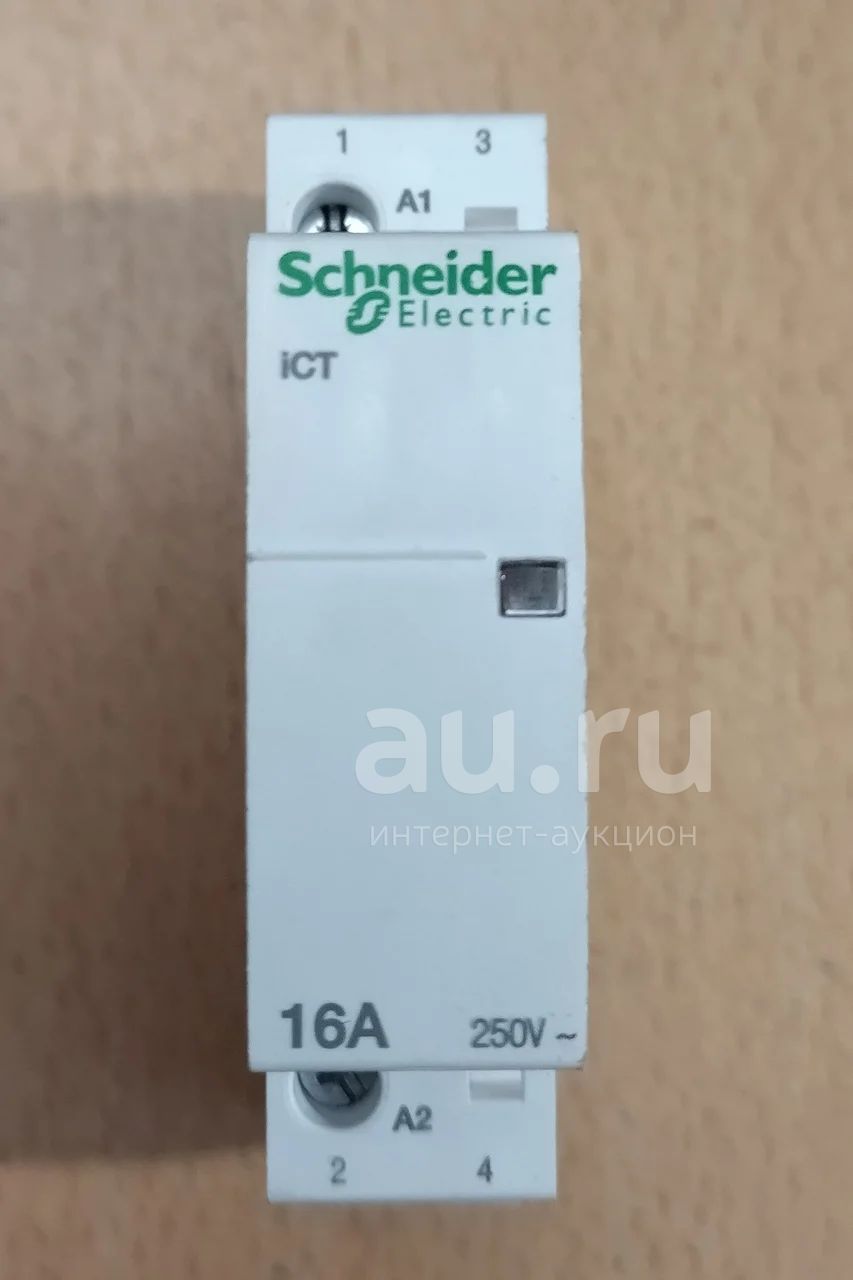 1 3
A1
Schneider
Electric
iCT
au.ru
интернет-аукцион
16A 250V ~
A2
2 4